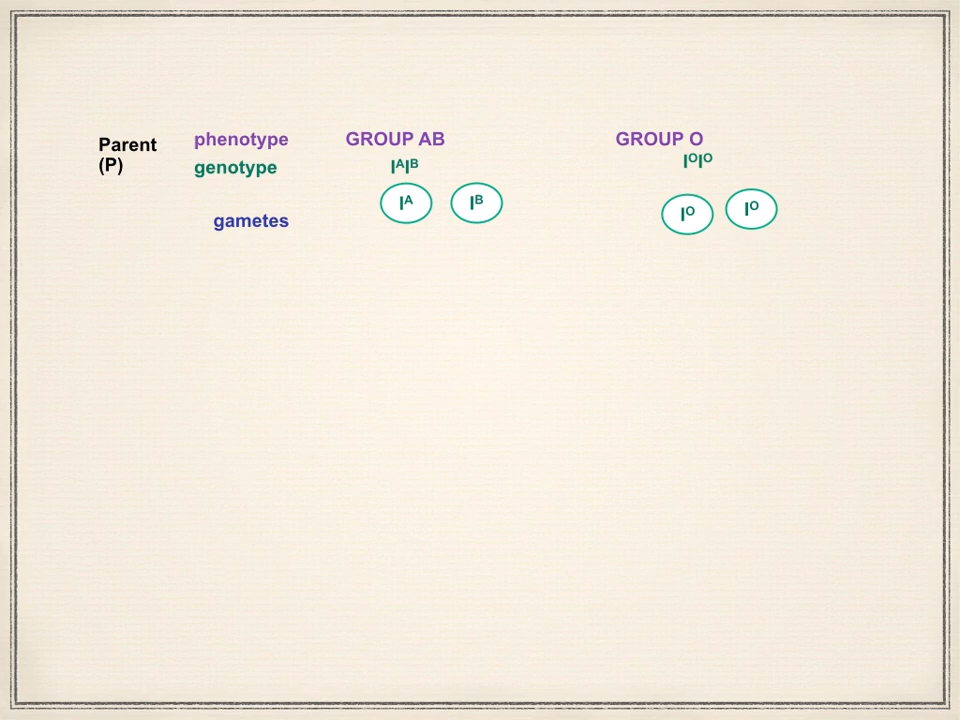 Parent
(P)
phenotype
genotype
gametes
GROUP AB
IᴬIᴮ
Iᴬ
Iᴮ
GROUP O
IᴼIᴼ
Iᴼ
Iᴼ